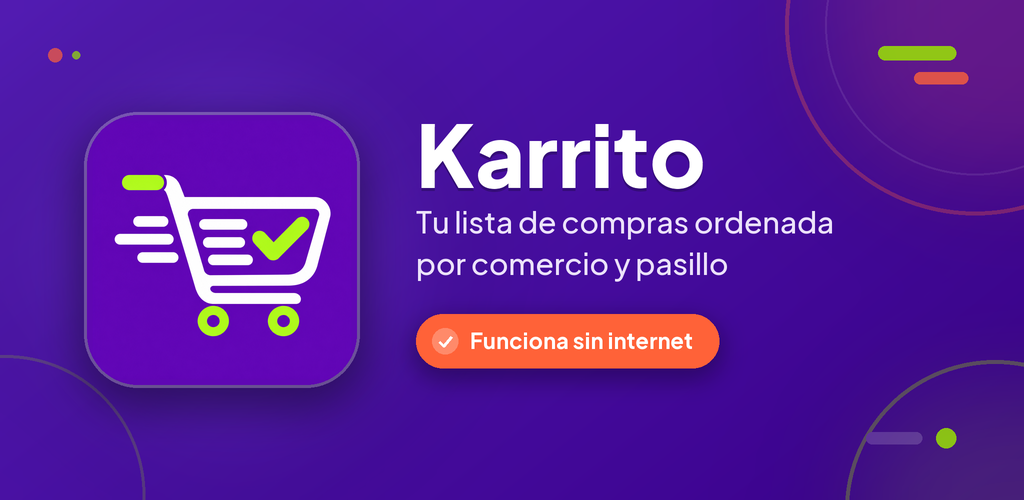 Karrito
Tu lista de compras ordenada
por comercio y pasillo
Funciona sin internet